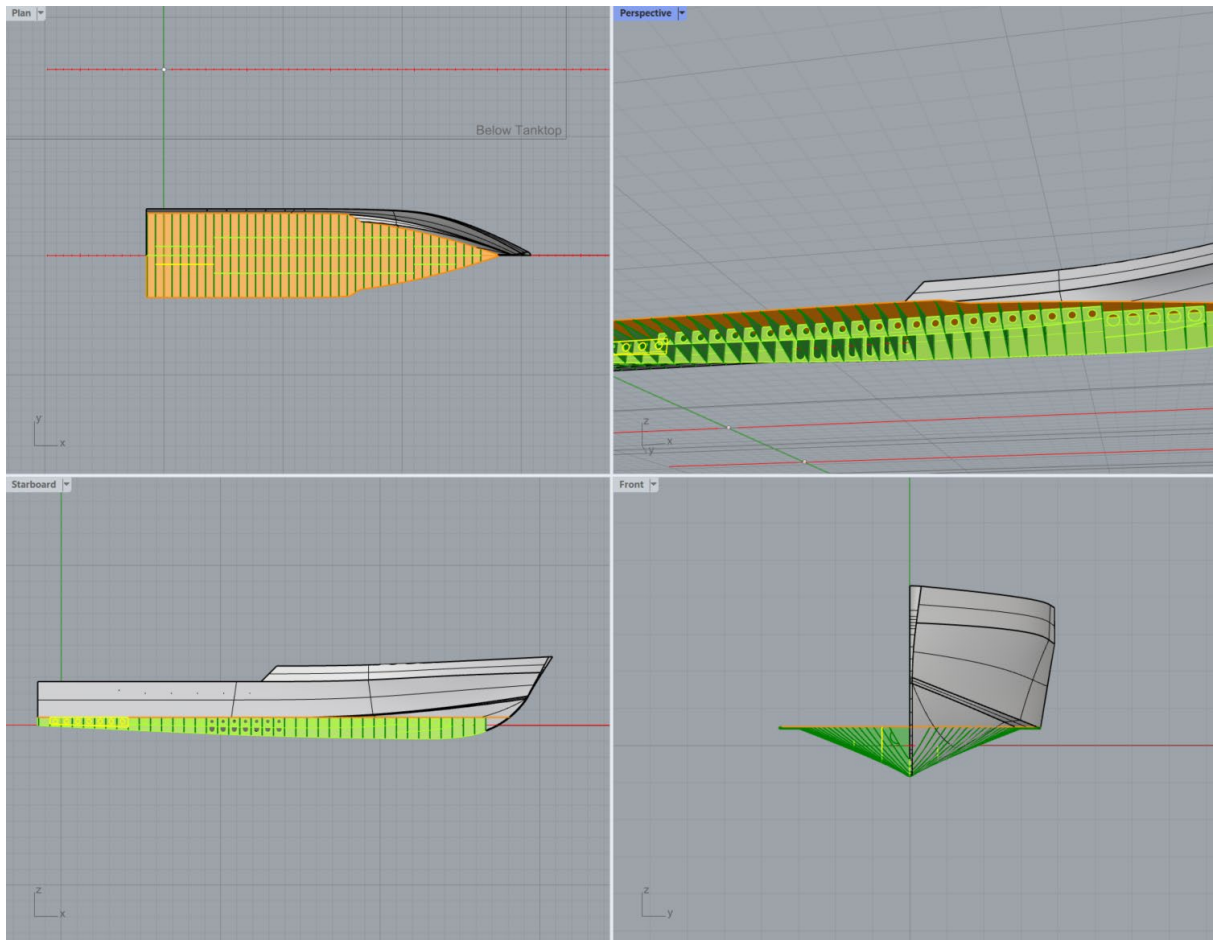 Plan
Perspective
Below Tanktop
y
x
z
x
y
Starboard
Front
z
x
z
y